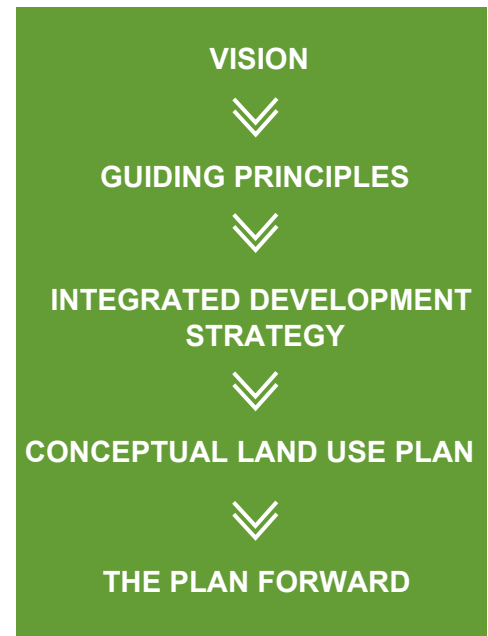 VISION
GUIDING PRINCIPLES
INTEGRATED DEVELOPMENT
STRATEGY
CONCEPTUAL LAND USE PLAN
THE PLAN FORWARD